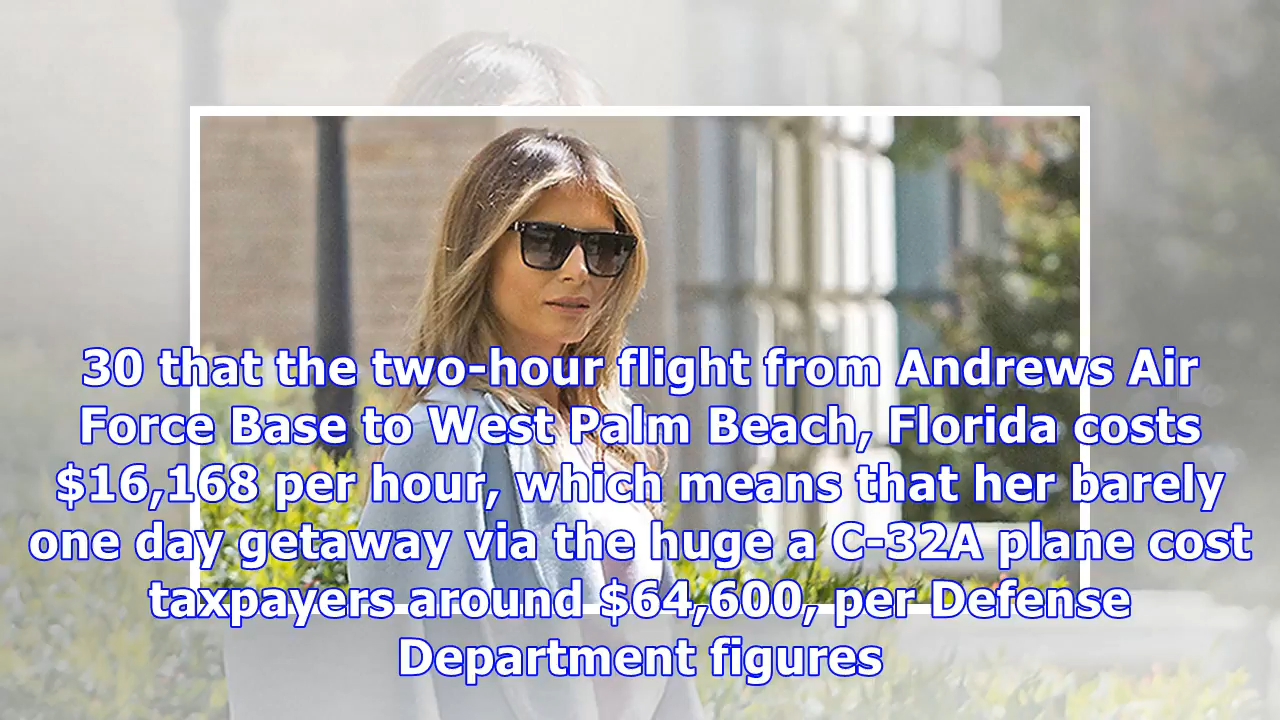 30 that the two-hour flight from Andrews Air
Force Base to West Palm Beach, Florida costs
$16,168 per hour, which means that her barely
one day getaway via the huge a C-32A plane cost
taxpayers around $64,600, per Defense
Department figures